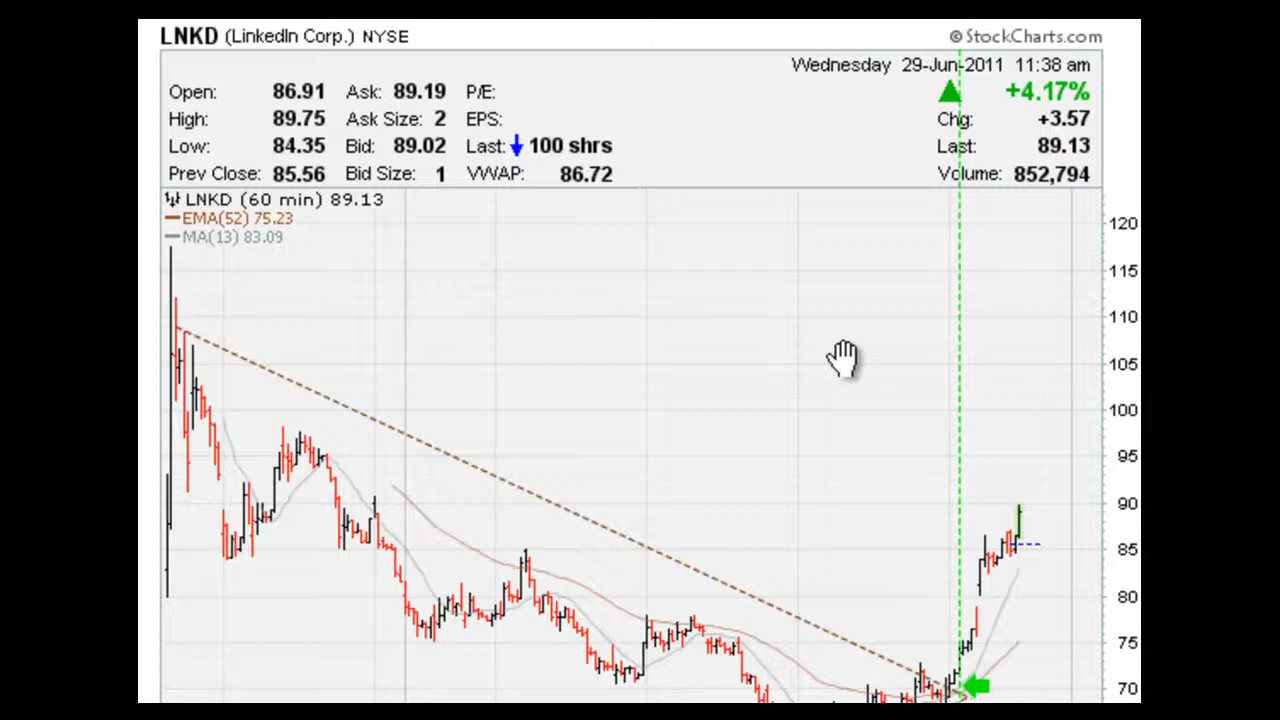 LNKD (LinkedIn Corp.) NYSE © StockCharts.com
Wednesday 29-Jun-2011 11:38 am
Open: 86.91 Ask: 89.19 P/E: +4.17%
High: 89.75 Ask Size: 2 EPS: Chg: +3.57
Low: 84.35 Bid: 89.02 Last: 100 shrs Last: 89.13
Prev Close: 85.56 Bid Size: 1 VWAP: 86.72 Volume: 852,794
LNKD (60 min) 89.13
EMA(52) 75.23
MA(13) 83.09
120
115
110
105
100
95
90
85
80
75
70